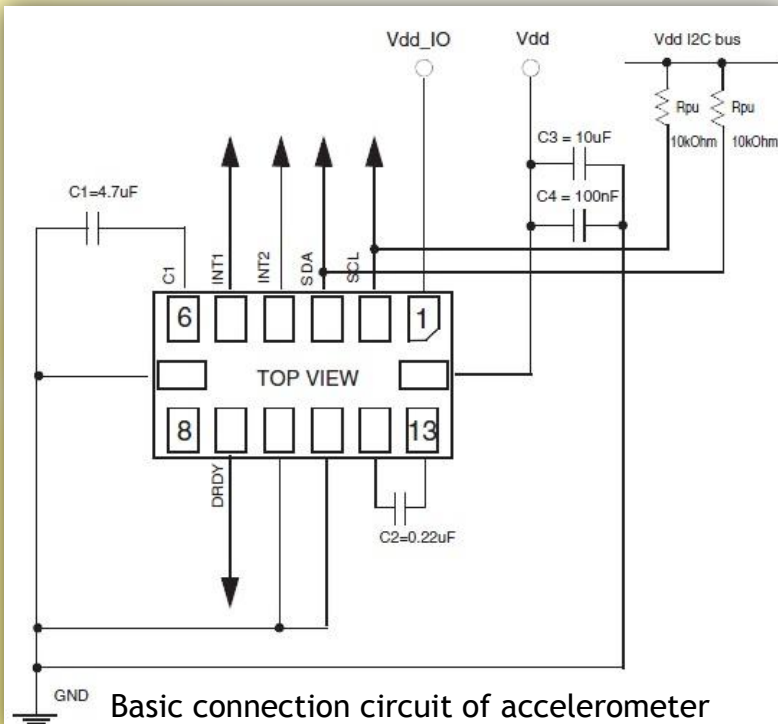 Vdd_IO
Vdd
Vdd I2C bus
Rpu
Rpu
10kOhm
10kOhm
C3 = 10uF
C4 = 100nF
C1=4.7uF
C1
INT1
INT2
SDA
SCL
6
1
TOP VIEW
8
13
DRDY
C2=0.22uF
GND
Basic connection circuit of accelerometer